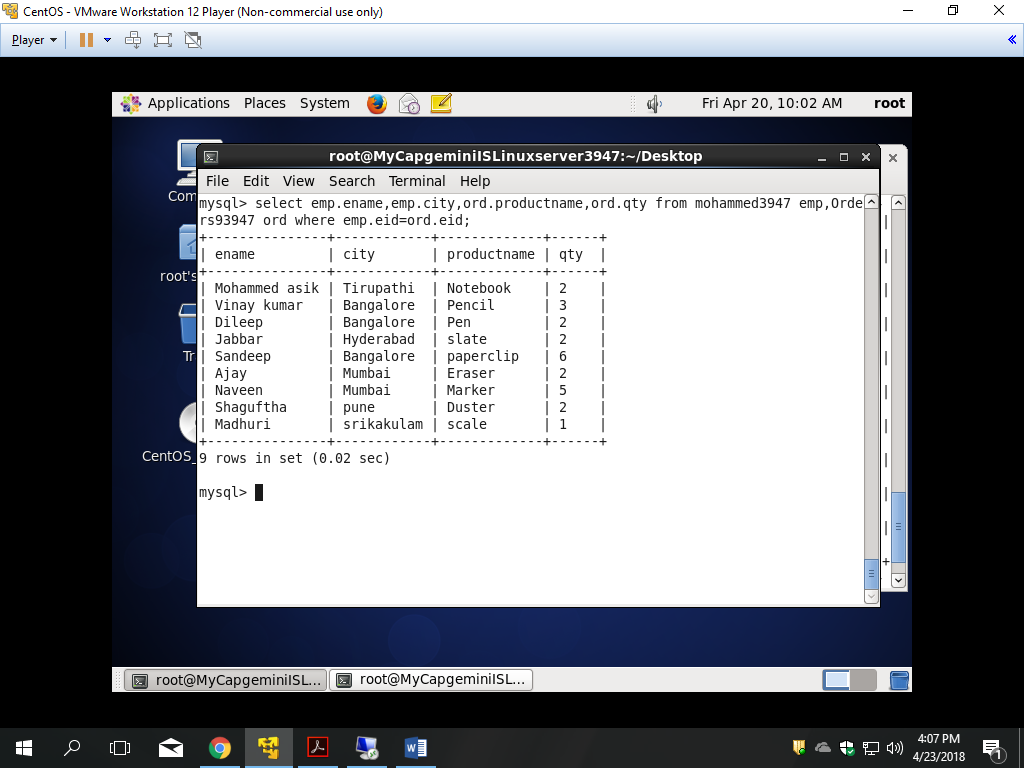 CentOS - VMware Workstation 12 Player (Non-commercial use only)
Player
Applications Places System Fri Apr 20, 10:02 AM root
root@MyCapgeminiISLinuxserver3947:~/Desktop
File Edit View Search Terminal Help
mysql> select emp.ename,emp.city,ord.productname,ord.qty from mohammed3947 emp,Orde
rs93947 ord where emp.eid=ord.eid;
+---------------+------------+-------------+------+
| ename         | city       | productname | qty  |
+---------------+------------+-------------+------+
| Mohammed asik | Tirupathi  | Notebook    | 2    |
| Vinay kumar   | Bangalore  | Pencil      | 3    |
| Dileep        | Bangalore  | Pen         | 2    |
| Jabbar        | Hyderabad  | slate       | 2    |
| Sandeep       | Bangalore  | paperclip   | 6    |
| Ajay          | Mumbai     | Eraser      | 2    |
| Naveen        | Mumbai     | Marker      | 5    |
| Shaguftha     | pune       | Duster      | 2    |
| Madhuri       | srikakulam | scale       | 1    |
+---------------+------------+-------------+------+
9 rows in set (0.02 sec)
mysql>
Com
root's
Tr
CentOS_
root@MyCapgeminiISL... root@MyCapgeminiISL...
4:07 PM
4/23/2018
1